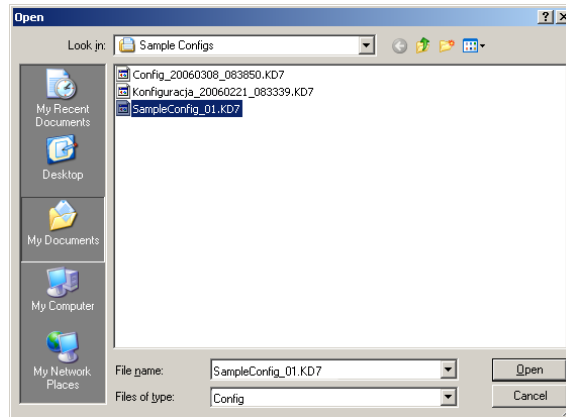 Open
Look in: Sample Configs
Config_20060308_083850.KD7
Konfiguracja_20060221_083339.KD7
SampleConfig_01.KD7
My Recent
Documents
Desktop
My Documents
My Computer
My Network
Places
File name: SampleConfig_01.KD7 Open
Files of type: Config Cancel